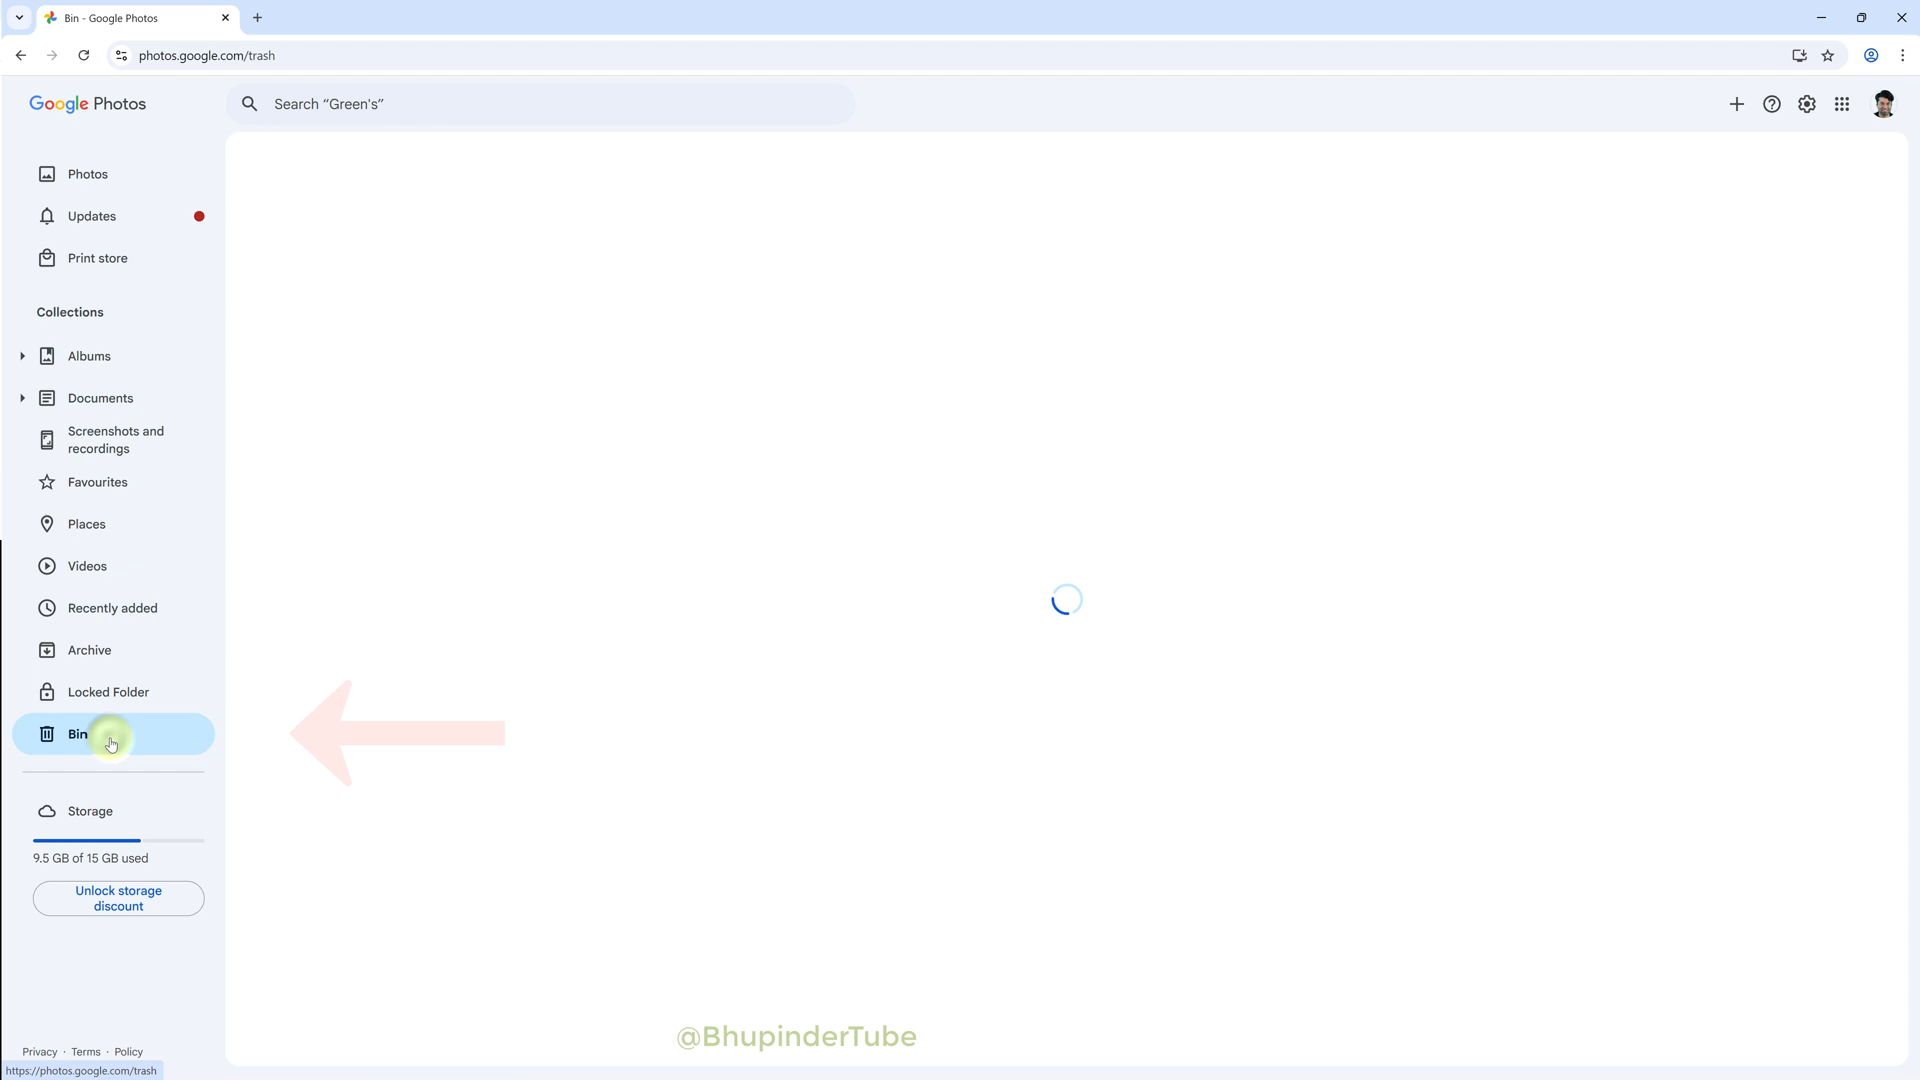 Bin - Google Photos
photos.google.com/trash
Google Photos
Search “Green's”
Photos
Updates
Print store
Collections
Albums
Documents
Screenshots and
recordings
Favourites
Places
Videos
Recently added
Archive
Locked Folder
Bin
Storage
9.5 GB of 15 GB used
Unlock storage
discount
@BhupinderTube
Privacy · Terms · Policy
https://photos.google.com/trash